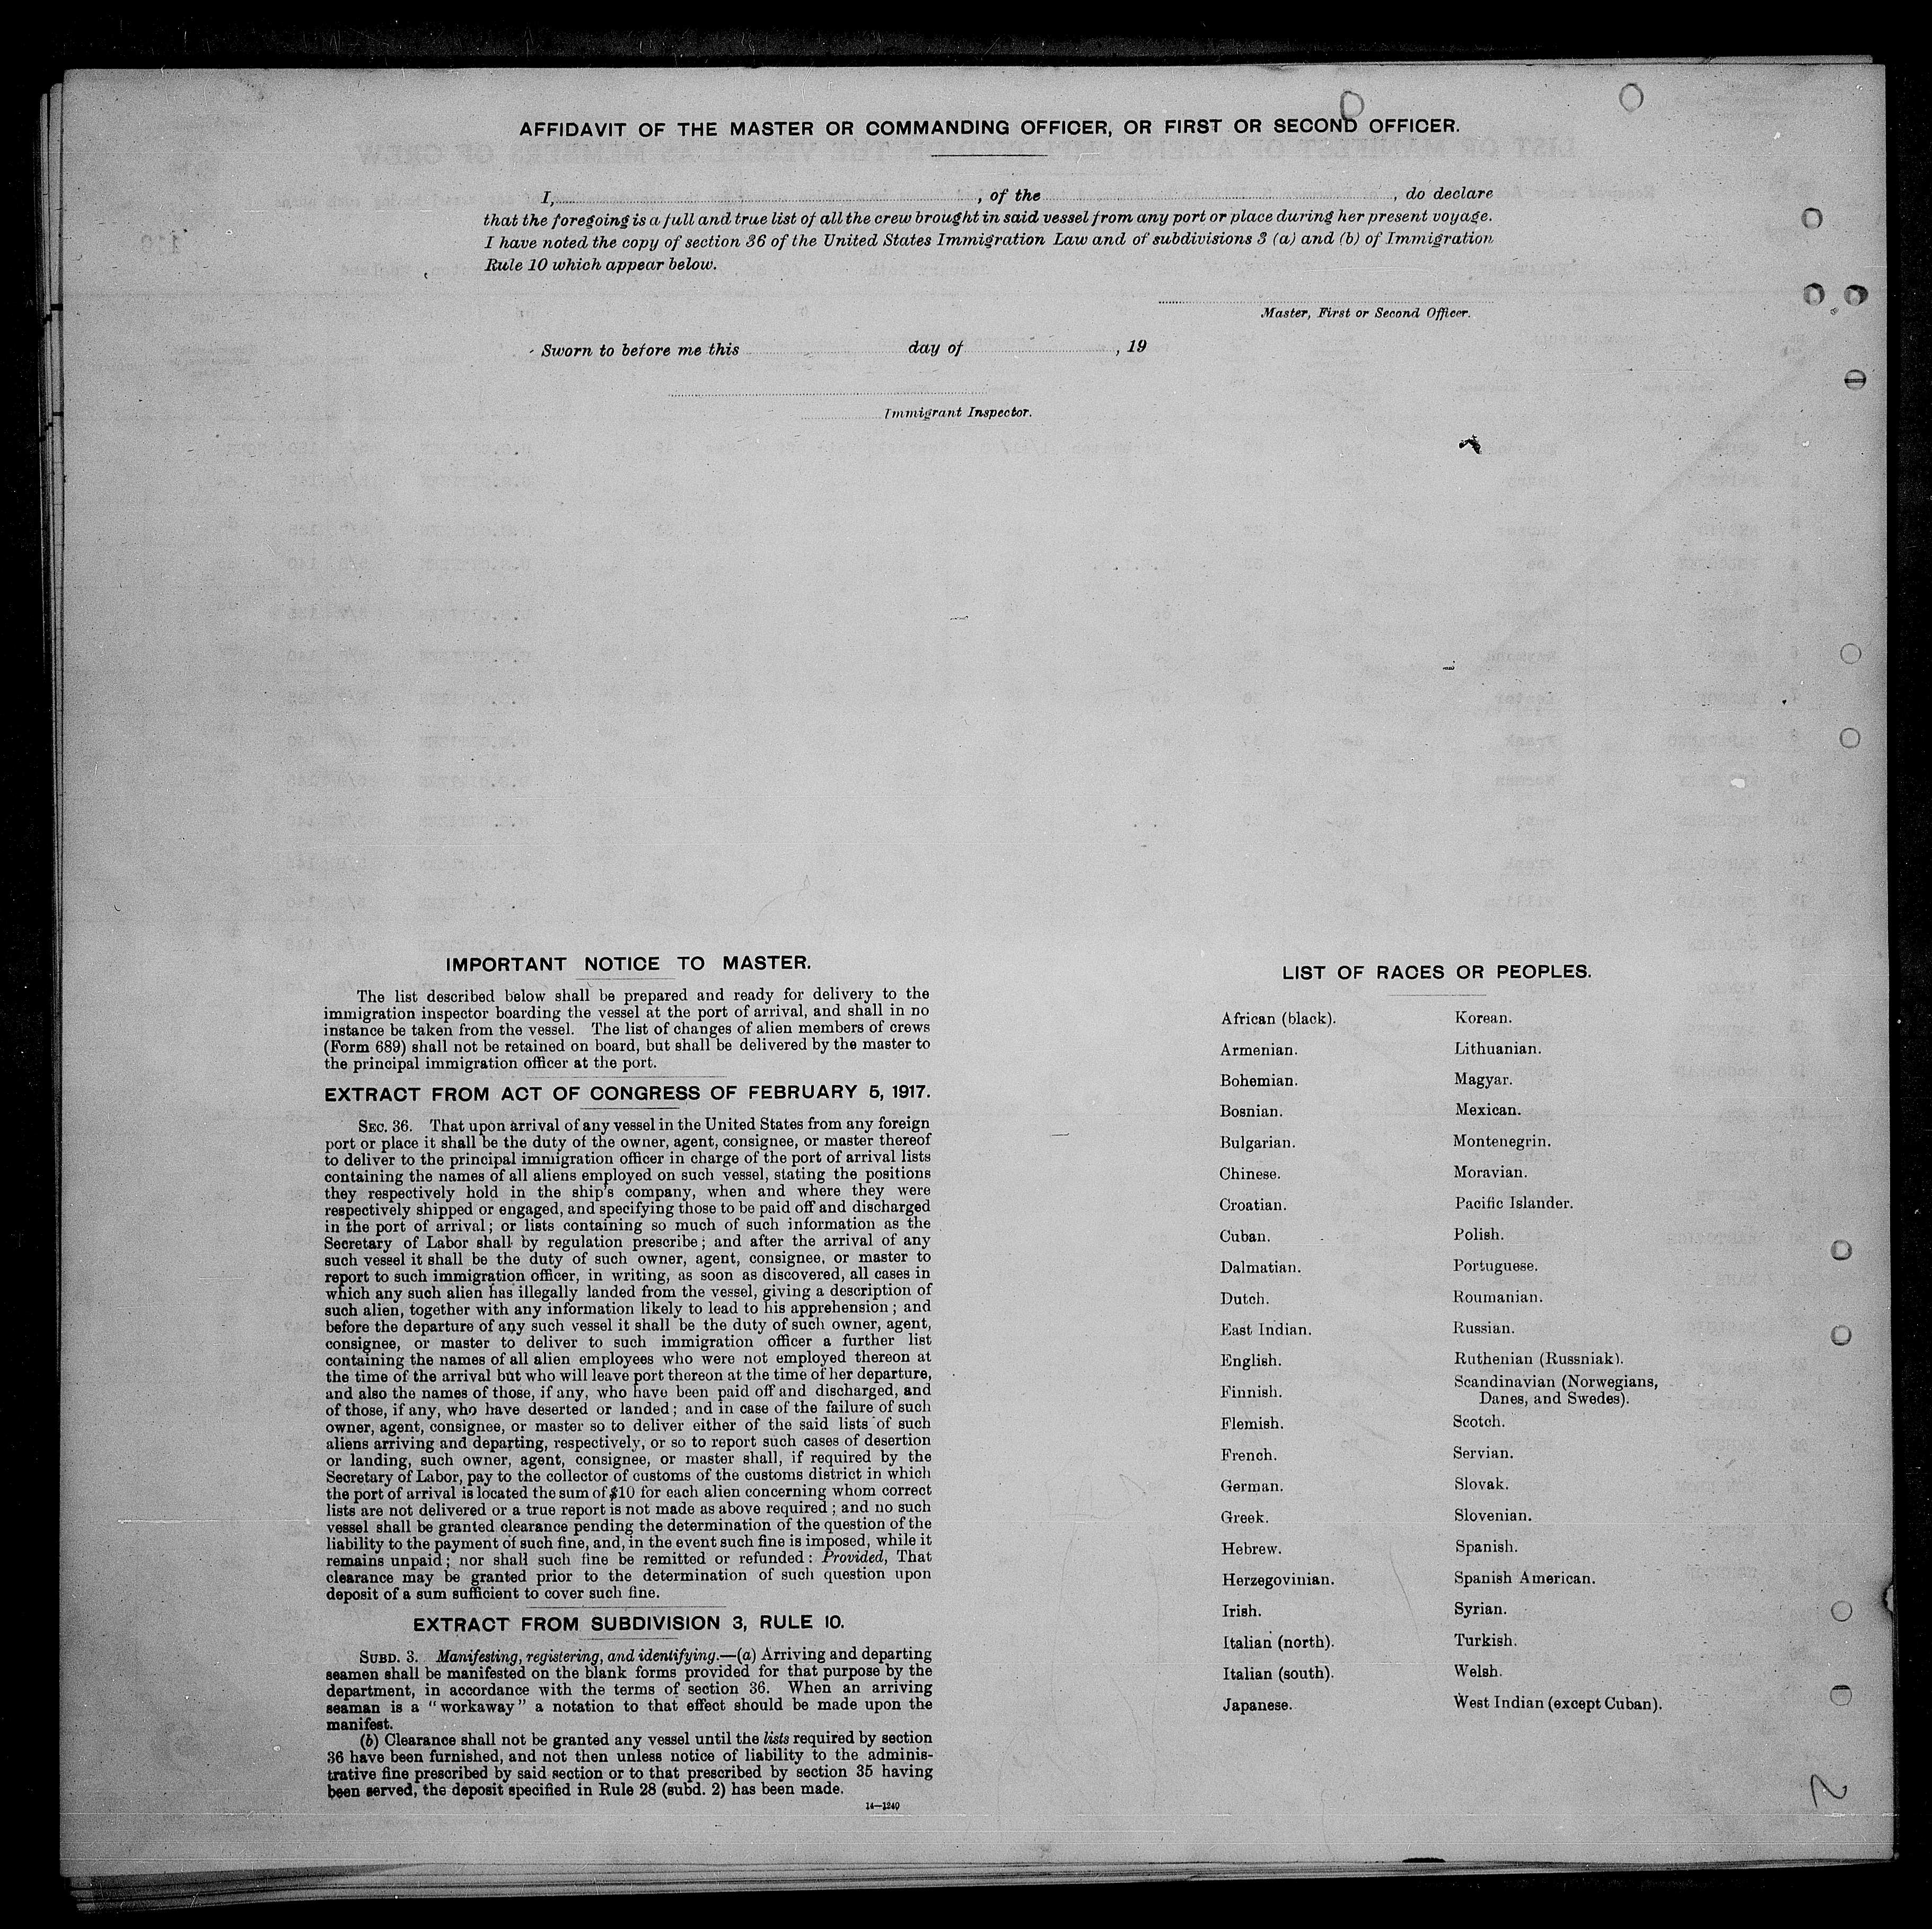 AFFIDAVIT OF THE MASTER OR COMMANDING OFFICER, OR FIRST OR SECOND OFFICER.
I, , of the , do declare
that the foregoing is a full and true list of all the crew brought in said vessel from any port or place during her present voyage.
I have noted the copy of section 36 of the United States Immigration Law and of subdivisions 3 (a) and (b) of Immigration
Rule 10 which appear below.
Master, First or Second Officer.
Sworn to before me this day of , 19
Immigrant Inspector.
IMPORTANT NOTICE TO MASTER.
The list described below shall be prepared and ready for delivery to the
immigration inspector boarding the vessel at the port of arrival, and shall in no
instance be taken from the vessel. The list of changes of alien members of crews
(Form 689) shall not be retained on board, but shall be delivered by the master to
the principal immigration officer at the port.
EXTRACT FROM ACT OF CONGRESS OF FEBRUARY 5, 1917.
SEC. 36. That upon arrival of any vessel in the United States from any foreign
port or place it shall be the duty of the owner, agent, consignee, or master thereof
to deliver to the principal immigration officer in charge of the port of arrival lists
containing the names of all aliens employed on such vessel, stating the positions
they respectively hold in the ship's company, when and where they were
respectively shipped or engaged, and specifying those to be paid off and discharged
in the port of arrival; or lists containing so much of such information as the
Secretary of Labor shall by regulation prescribe; and after the arrival of any
such vessel it shall be the duty of such owner, agent, consignee, or master to
report to such immigration officer, in writing, as soon as discovered, all cases in
which any such alien has illegally landed from the vessel, giving a description of
such alien, together with any information likely to lead to his apprehension; and
before the departure of any such vessel it shall be the duty of such owner, agent,
consignee, or master to deliver to such immigration officer a further list
containing the names of all alien employees who were not employed thereon at
the time of the arrival but who will leave port thereon at the time of her departure,
and also the names of those, if any, who have been paid off and discharged, and
of those, if any, who have deserted or landed; and in case of the failure of such
owner, agent, consignee, or master so to deliver either of the said lists of such
aliens arriving and departing, respectively, or so to report such cases of desertion
or landing, such owner, agent, consignee, or master shall, if required by the
Secretary of Labor, pay to the collector of customs of the customs district in which
the port of arrival is located the sum of $10 for each alien concerning whom correct
lists are not delivered or a true report is not made as above required; and no such
vessel shall be granted clearance pending the determination of the question of the
liability to the payment of such fine, and, in the event such fine is imposed, while it
remains unpaid; nor shall such fine be remitted or refunded: Provided, That
clearance may be granted prior to the determination of such question upon
deposit of a sum sufficient to cover such fine.
EXTRACT FROM SUBDIVISION 3, RULE 10.
SUBD. 3. Manifesting, registering, and identifying.—(a) Arriving and departing
seamen shall be manifested on the blank forms provided for that purpose by the
department, in accordance with the terms of section 36. When an arriving
seaman is a "workaway" a notation to that effect should be made upon the
manifest.
(b) Clearance shall not be granted any vessel until the lists required by section
36 have been furnished, and not then unless notice of liability to the adminis-
trative fine prescribed by said section or to that prescribed by section 35 having
been served, the deposit specified in Rule 28 (subd. 2) has been made.
14—1240
LIST OF RACES OR PEOPLES.
African (black).
Armenian.
Bohemian.
Bosnian.
Bulgarian.
Chinese.
Croatian.
Cuban.
Dalmatian.
Dutch.
East Indian.
English.
Finnish.
Flemish.
French.
German.
Greek.
Hebrew.
Herzegovinian.
Irish.
Italian (north).
Italian (south).
Japanese.
Korean.
Lithuanian.
Magyar.
Mexican.
Montenegrin.
Moravian.
Pacific Islander.
Polish.
Portuguese.
Roumanian.
Russian.
Ruthenian (Russniak).
Scandinavian (Norwegians,
Danes, and Swedes).
Scotch.
Servian.
Slovak.
Slovenian.
Spanish.
Spanish American.
Syrian.
Turkish.
Welsh.
West Indian (except Cuban).
2